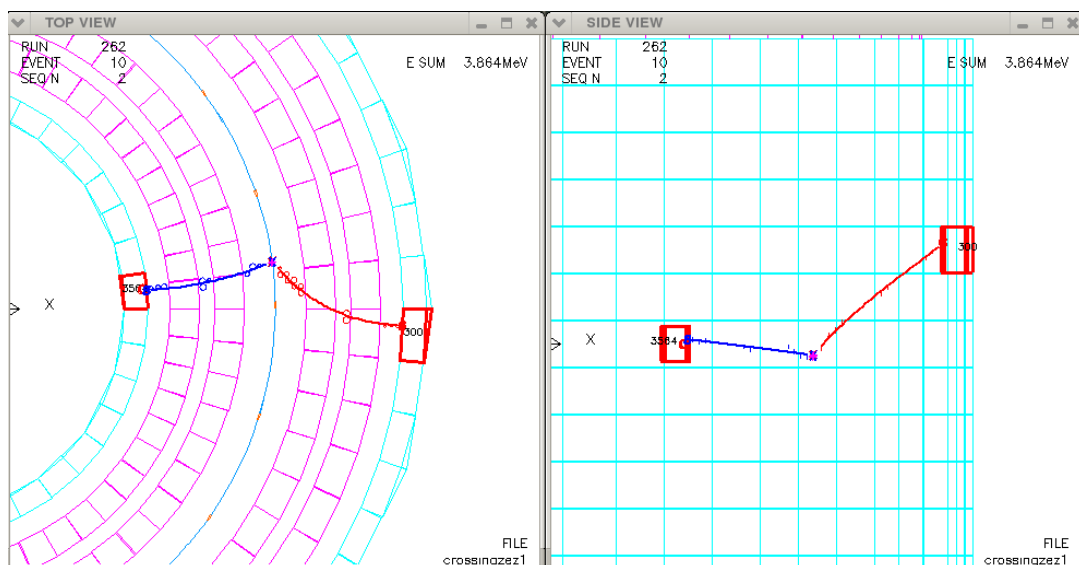 TOP VIEW
RUN 262
EVENT 10
SEQ N 2
E SUM 3.864MeV
X
300
FILE
crossingzez1
SIDE VIEW
RUN 262
EVENT 10
SEQ N 2
E SUM 3.864MeV
X
300
FILE
crossingzez1